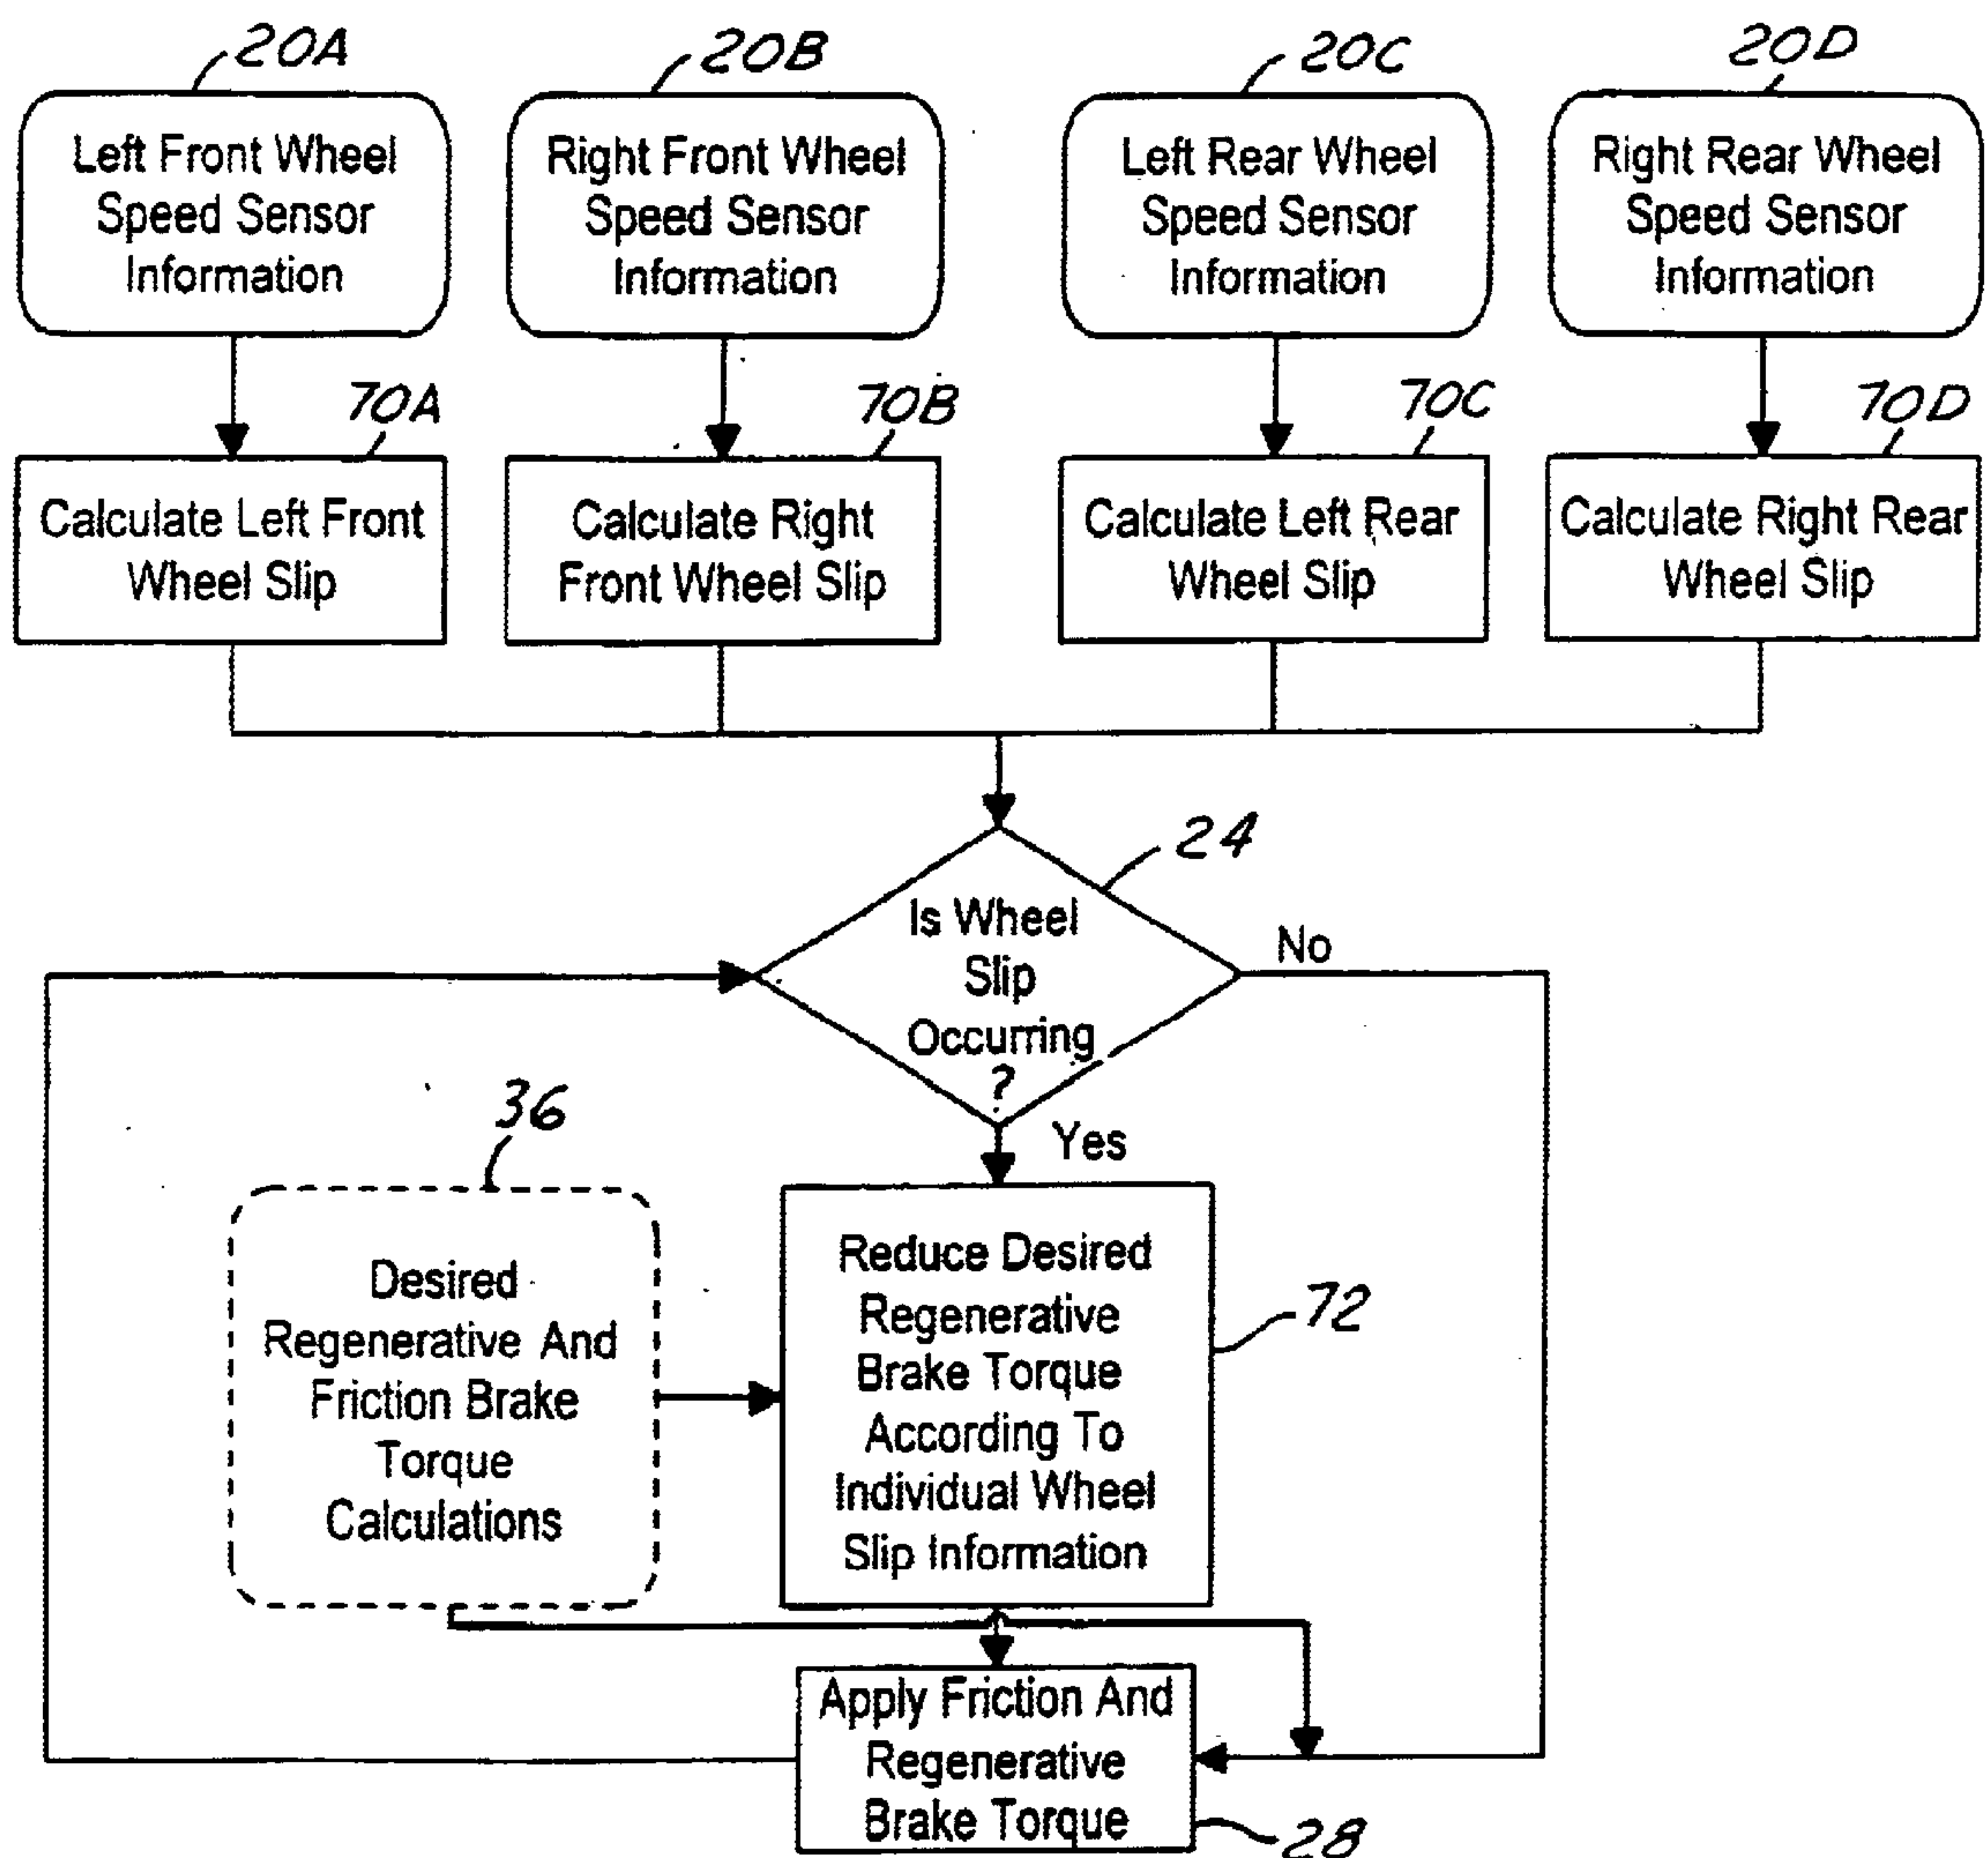 20A
20B
20C
20D
Left Front Wheel
Speed Sensor
Information
Right Front Wheel
Speed Sensor
Information
Left Rear Wheel
Speed Sensor
Information
Right Rear Wheel
Speed Sensor
Information
70A
70B
70C
70D
Calculate Left Front
Wheel Slip
Calculate Right
Front Wheel Slip
Calculate Left Rear
Wheel Slip
Calculate Right Rear
Wheel Slip
24
Is Wheel
Slip
Occurring
?
No
Yes
36
Desired
Regenerative And
Friction Brake
Torque
Calculations
Reduce Desired
Regenerative
Brake Torque
According To
Individual Wheel
Slip Information
72
Apply Friction And
Regenerative
Brake Torque
28